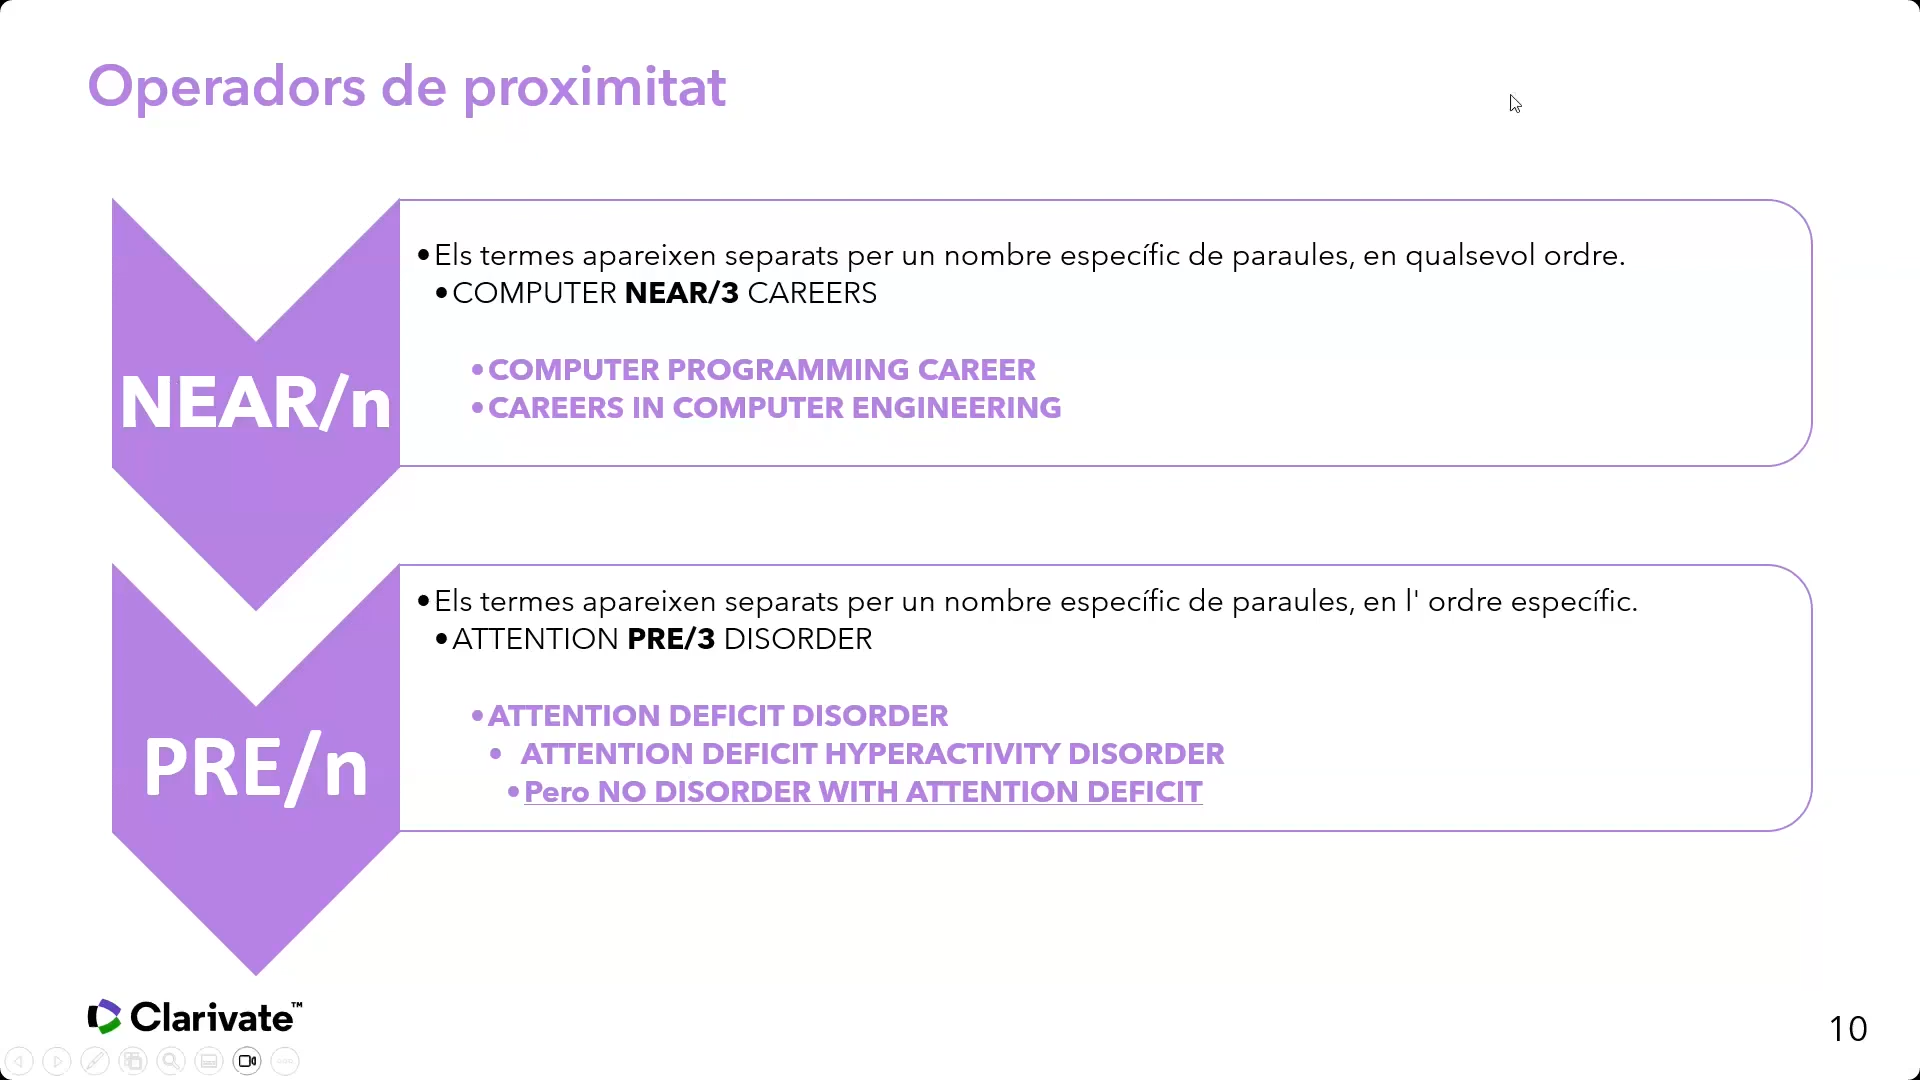 Operadors de proximitat
NEAR/n
•Els termes apareixen separats per un nombre específic de paraules, en qualsevol ordre.
•COMPUTER NEAR/3 CAREERS
•COMPUTER PROGRAMMING CAREER
•CAREERS IN COMPUTER ENGINEERING
PRE/n
•Els termes apareixen separats per un nombre específic de paraules, en l' ordre específic.
•ATTENTION PRE/3 DISORDER
•ATTENTION DEFICIT DISORDER
• ATTENTION DEFICIT HYPERACTIVITY DISORDER
•Pero NO DISORDER WITH ATTENTION DEFICIT
Clarivate™
10